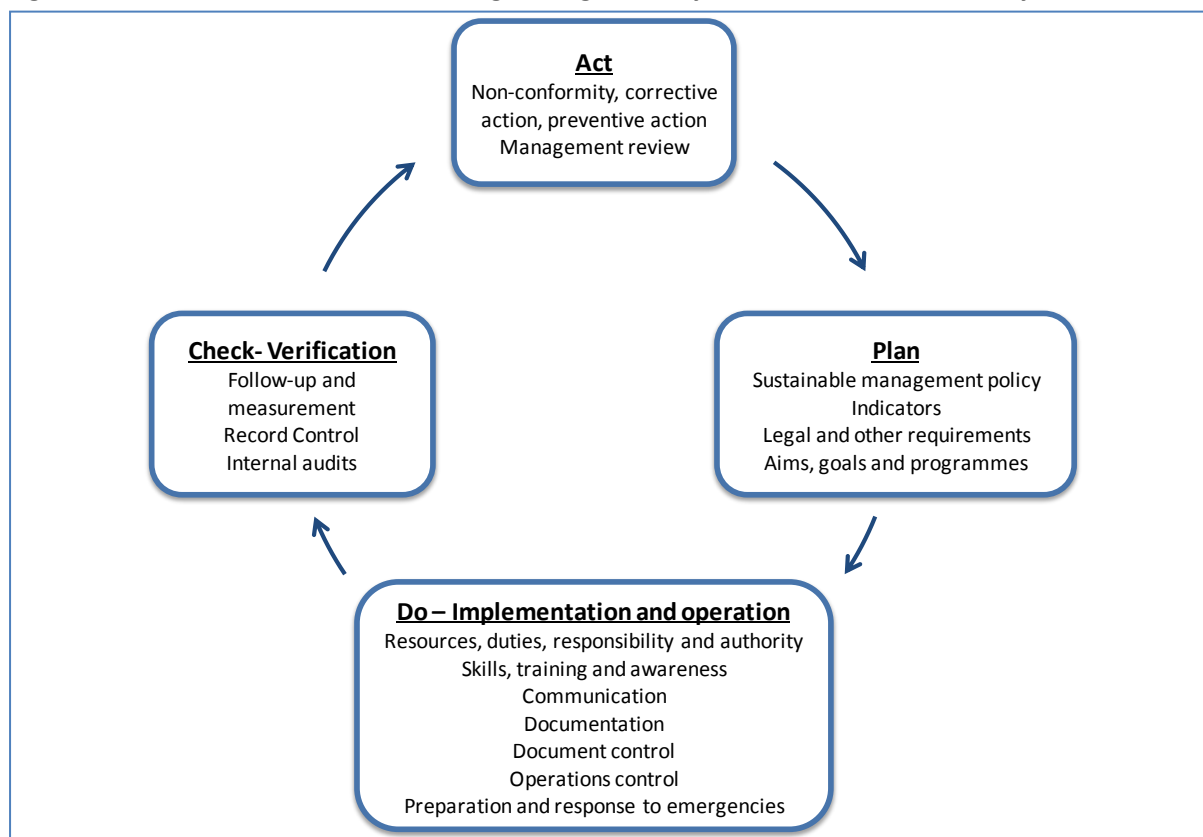 Act
Non-conformity, corrective
action, preventive action
Management review
Check- Verification
Follow-up and
measurement
Record Control
Internal audits
Plan
Sustainable management policy
Indicators
Legal and other requirements
Aims, goals and programmes
Do – Implementation and operation
Resources, duties, responsibility and authority
Skills, training and awareness
Communication
Documentation
Document control
Operations control
Preparation and response to emergencies